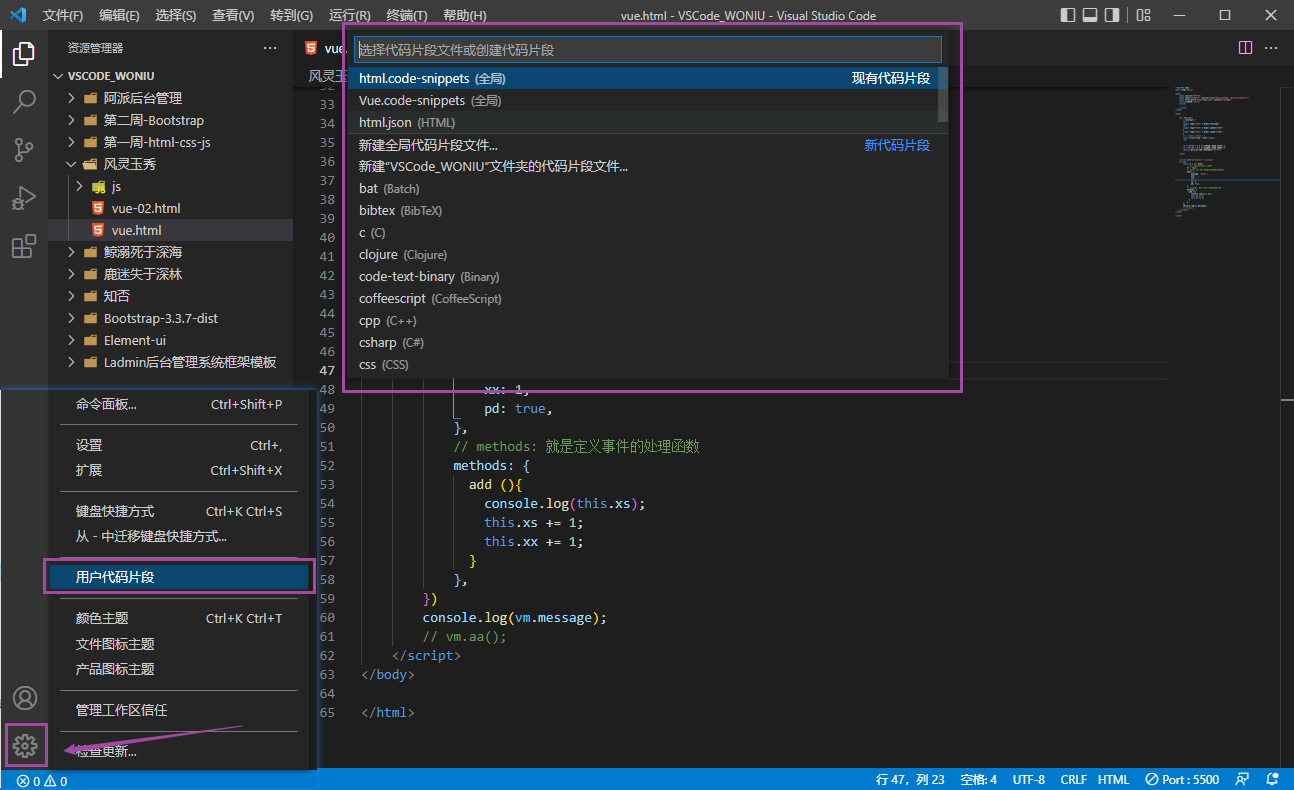 文件(F) 编辑(E) 选择(S) 查看(V) 转到(G) 运行(R) 终端(T) 帮助(H) vue.html - VSCode_WONIU - Visual Studio Code
资源管理器
VSCODE_WONIU
阿派后台管理
第二周-Bootstrap
第一周-html-css-js
风灵玉秀
js
vue-02.html
vue.html
鲸溺死于深海
鹿迷失于深林
知否
Bootstrap-3.3.7-dist
Element-ui
Ladmin后台管理系统框架模板
命令面板... Ctrl+Shift+P
设置 Ctrl+,
扩展 Ctrl+Shift+X
键盘快捷方式 Ctrl+K Ctrl+S
从 - 中迁移键盘快捷方式...
用户代码片段
颜色主题 Ctrl+K Ctrl+T
文件图标主题
产品图标主题
管理工作区信任
检查更新...
vue.
风灵玉
选择代码片段文件或创建代码片段
html.code-snippets (全局) 现有代码片段
Vue.code-snippets (全局)
html.json (HTML)
新建全局代码片段文件... 新代码片段
新建“VSCode_WONIU”文件夹的代码片段文件...
bat (Batch)
bibtex (BibTeX)
c (C)
clojure (Clojure)
code-text-binary (Binary)
coffeescript (CoffeeScript)
cpp (C++)
csharp (C#)
css (CSS)
32
33
34
35
36
37
38
39
40
41
42
43
44
45
46
47
48 xx: 1,
49 pd: true,
50 },
51 // methods: 就是定义事件的处理函数
52 methods: {
53 add (){
54 console.log(this.xs);
55 this.xs += 1;
56 this.xx += 1;
57 }
58 },
59 })
60 console.log(vm.message);
61 // vm.aa();
62 </script>
63 </body>
64
65 </html>
0 0 行 47，列 23 空格: 4 UTF-8 CRLF HTML Port : 5500